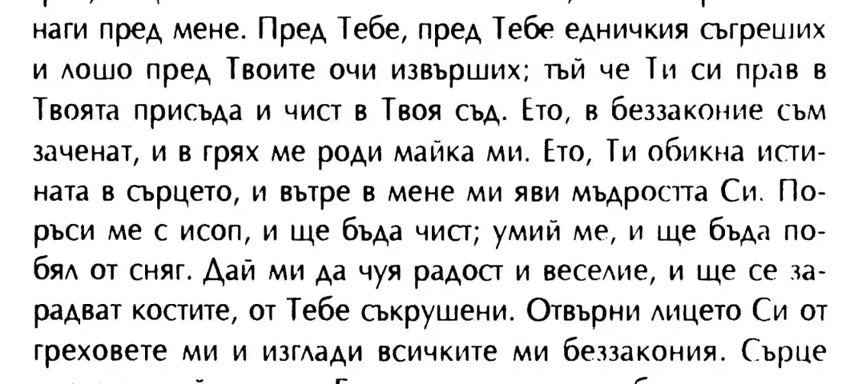 наги пред мене. Пред Тебе, пред Тебе едничкия съгреших
и лошо пред Твоите очи извърших; тъй че Ти си прав в
Твоята присъда и чист в Твоя съд. Ето, в беззаконие съм
заченат, и в грях ме роди майка ми. Ето, Ти обикна исти-
ната в сърцето, и вътре в мене ми яви мъдростта Си. По-
ръси ме с исоп, и ще бъда чист; умий ме, и ще бъда по-
бял от сняг. Дай ми да чуя радост и веселие, и ще се за-
радват костите, от Тебе съкрушени. Отвърни лицето Си от
греховете ми и изглади всичките ми беззакония. Сърце